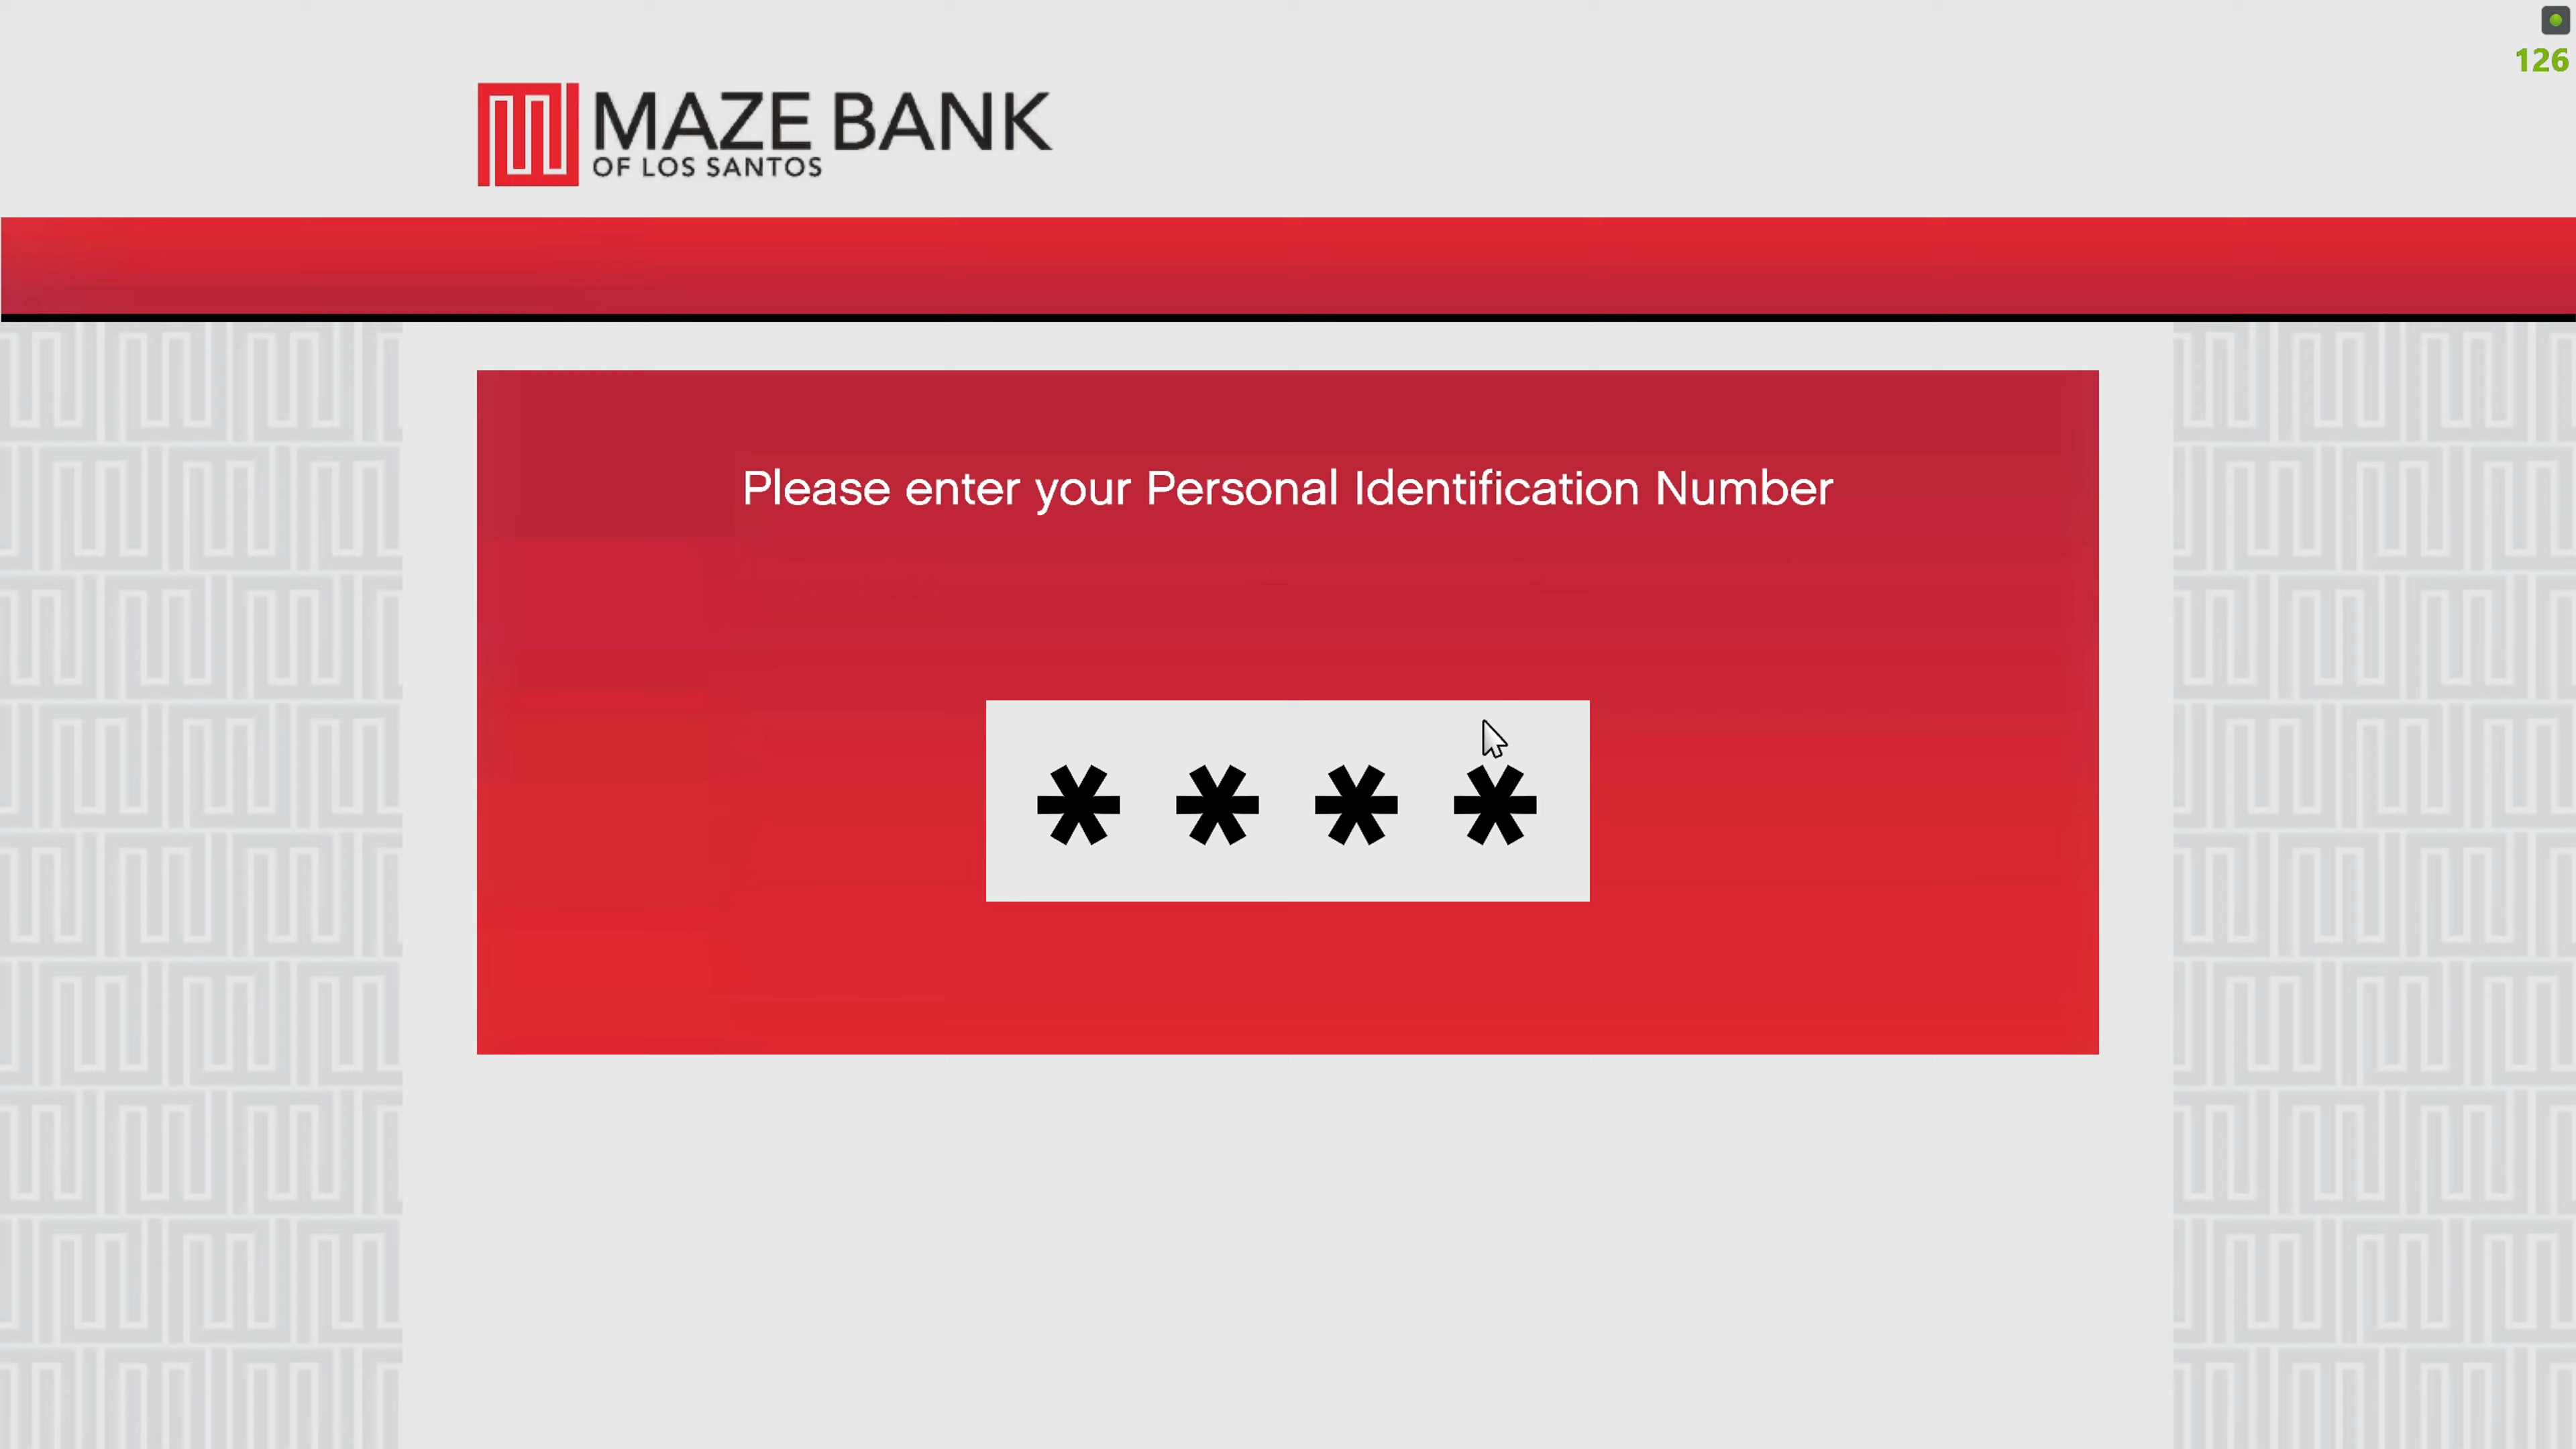 126
MAZE BANK
OF LOS SANTOS
Please enter your Personal Identification Number
* * * *